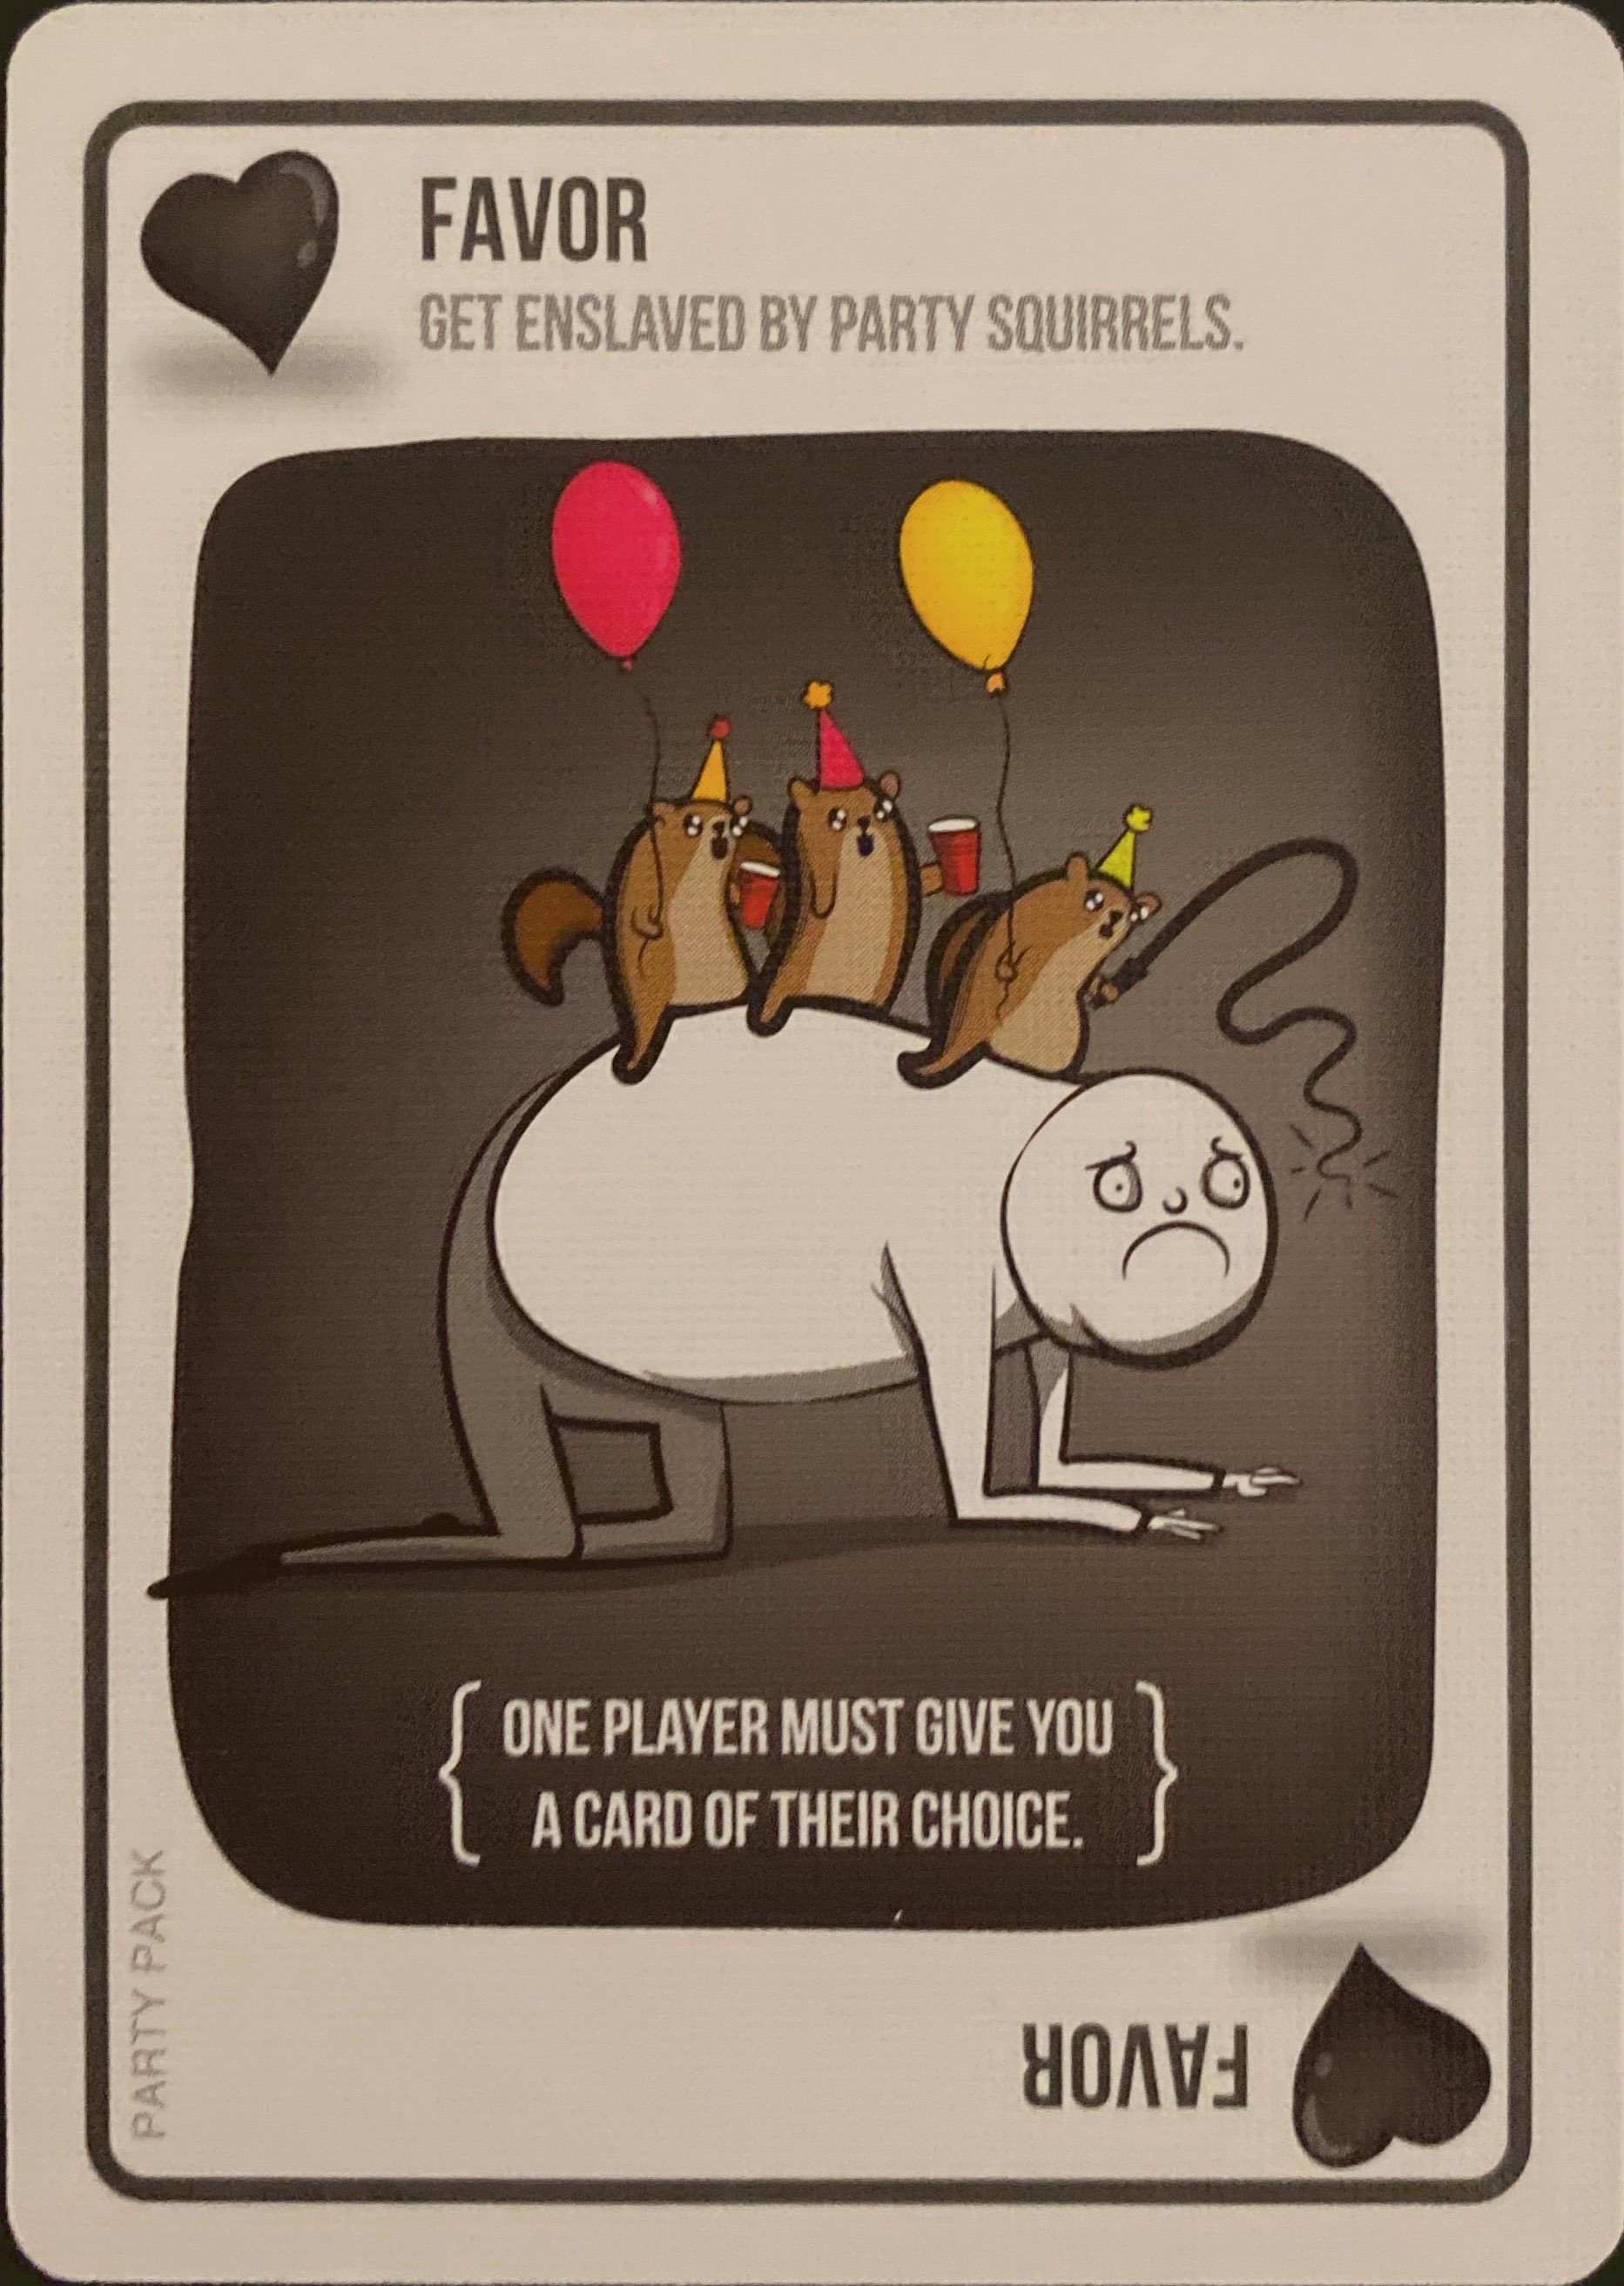 FAVOR
GET ENSLAVED BY PARTY SQUIRRELS.
ONE PLAYER MUST GIVE YOU
A CARD OF THEIR CHOICE.
PARTY PACK
FAVOR